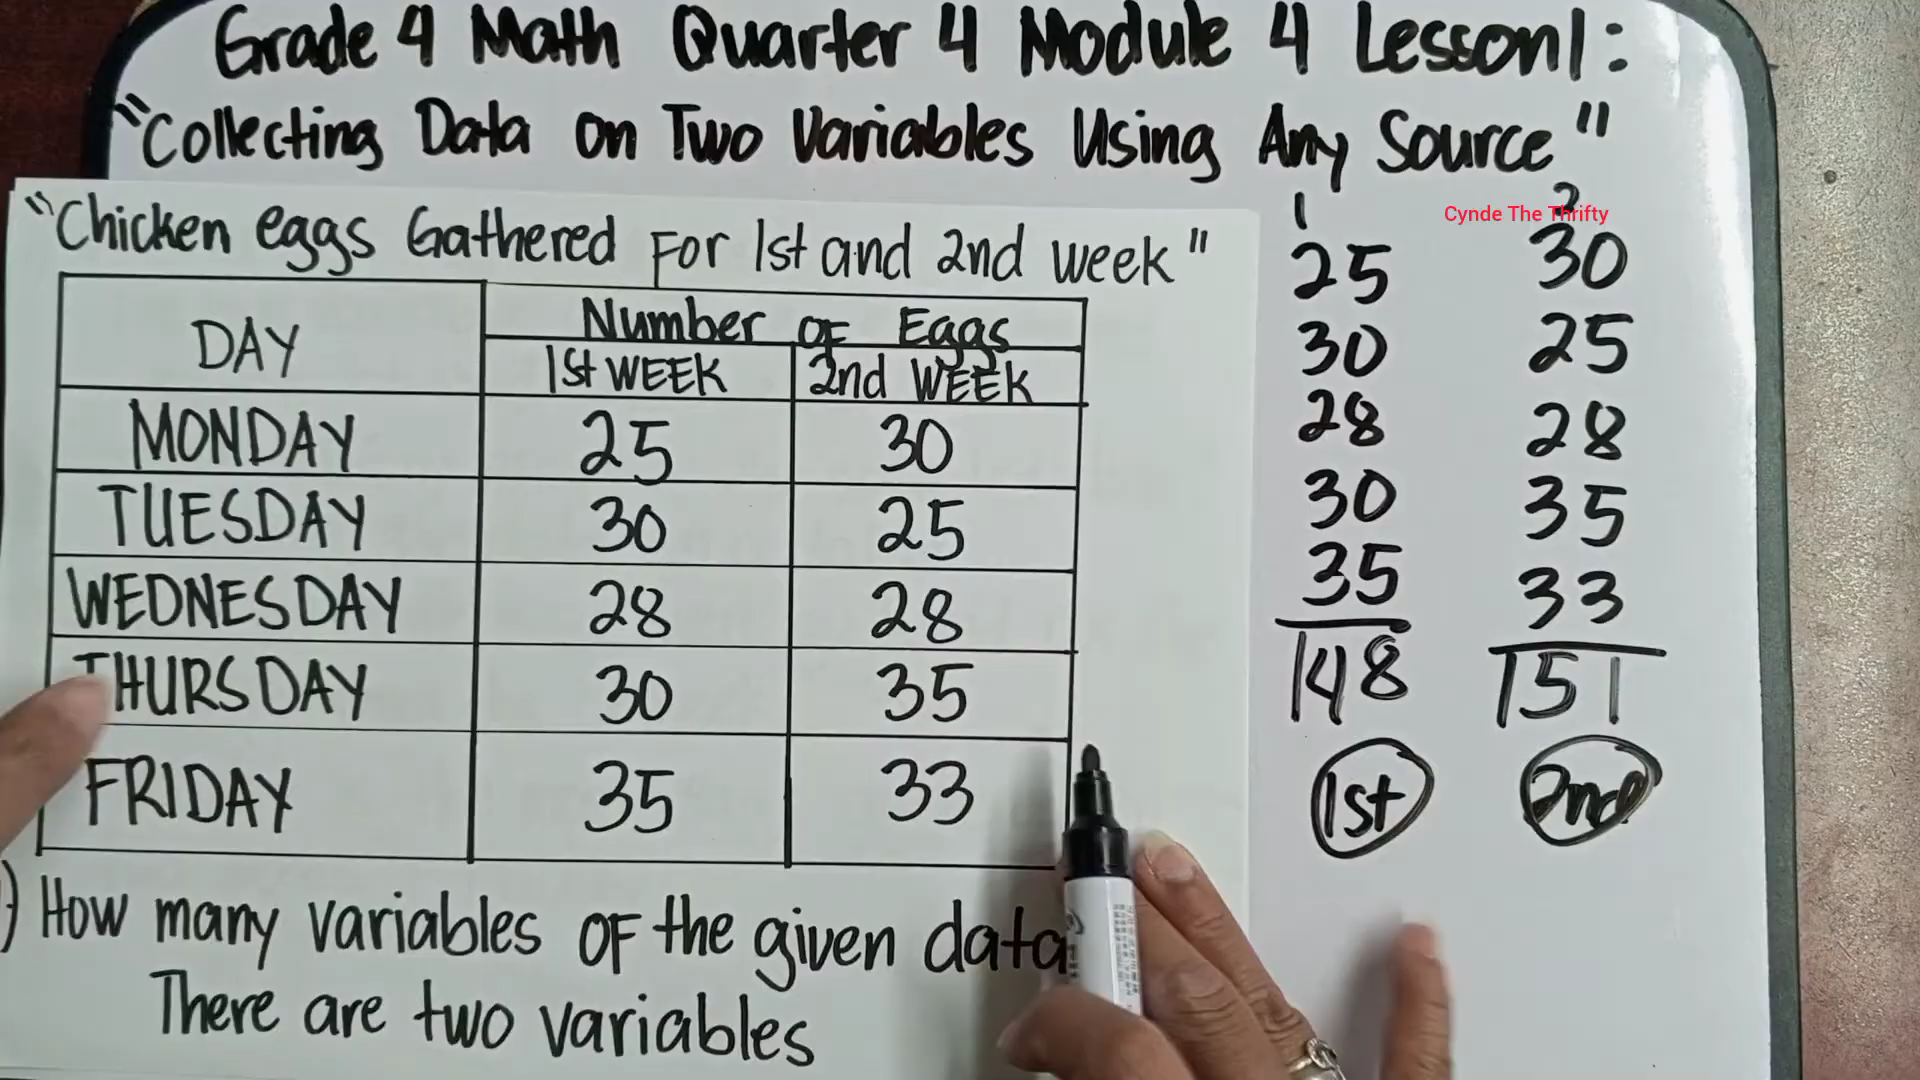 Grade 4 Math Quarter 4 Module 4 Lesson 1:
"Collecting Data on Two Variables Using Any Source"
"Chicken eggs Gathered For 1st and 2nd week"
DAY
Number OF Eggs
1st WEEK 2nd WEEK
MONDAY 25 30
TUESDAY 30 25
WEDNESDAY 28 28
THURSDAY 30 35
FRIDAY 35 33
) How many variables OF the given data
There are two variables
1 2
Cynde The Thrifty
25 30
30 25
28 28
30 35
35 33
148 151
1st 2nd